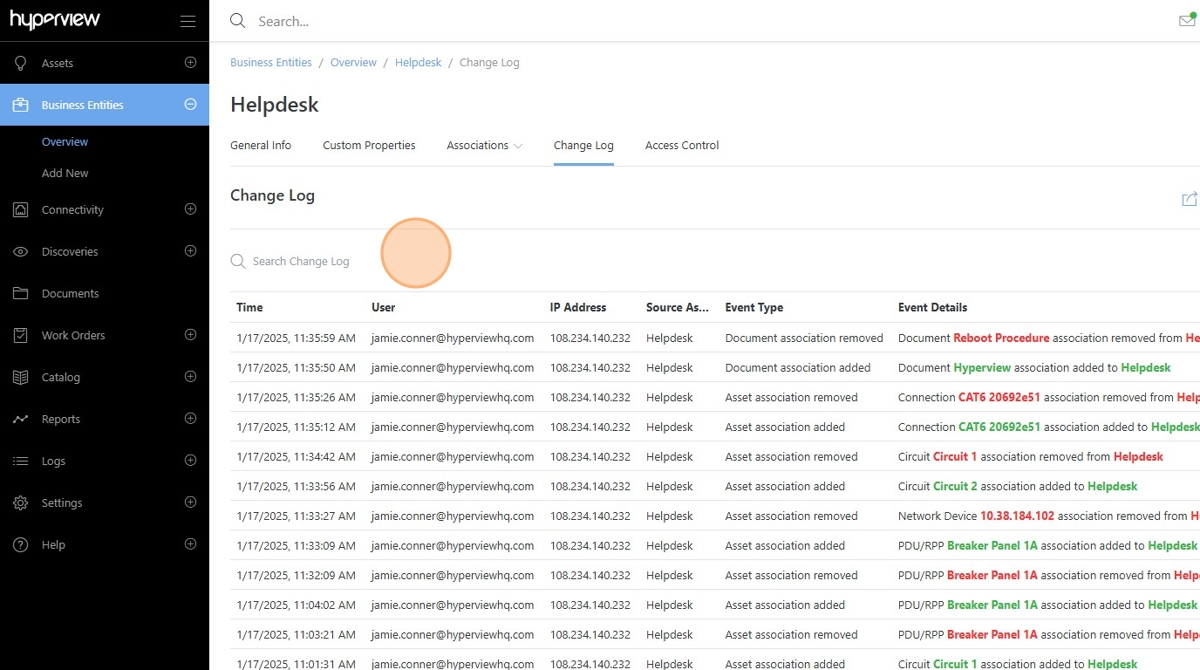 hyperview
Search...
Assets
Business Entities
Overview
Add New
Connectivity
Discoveries
Documents
Work Orders
Catalog
Reports
Logs
Settings
Help
Business Entities / Overview / Helpdesk / Change Log
Helpdesk
General Info Custom Properties Associations Change Log Access Control
Change Log
Search Change Log
Time User IP Address Source As... Event Type Event Details
1/17/2025, 11:35:59 AM jamie.conner@hyperviewhq.com 108.234.140.232 Helpdesk Document association removed Document Reboot Procedure association removed from He
1/17/2025, 11:35:50 AM jamie.conner@hyperviewhq.com 108.234.140.232 Helpdesk Document association added Document Hyperview association added to Helpdesk
1/17/2025, 11:35:26 AM jamie.conner@hyperviewhq.com 108.234.140.232 Helpdesk Asset association removed Connection CAT6 20692e51 association removed from Help
1/17/2025, 11:35:12 AM jamie.conner@hyperviewhq.com 108.234.140.232 Helpdesk Asset association added Connection CAT6 20692e51 association added to Helpdesk
1/17/2025, 11:34:42 AM jamie.conner@hyperviewhq.com 108.234.140.232 Helpdesk Asset association removed Circuit Circuit 1 association removed from Helpdesk
1/17/2025, 11:33:56 AM jamie.conner@hyperviewhq.com 108.234.140.232 Helpdesk Asset association added Circuit Circuit 2 association added to Helpdesk
1/17/2025, 11:33:27 AM jamie.conner@hyperviewhq.com 108.234.140.232 Helpdesk Asset association removed Network Device 10.38.184.102 association removed from H
1/17/2025, 11:33:09 AM jamie.conner@hyperviewhq.com 108.234.140.232 Helpdesk Asset association added PDU/RPP Breaker Panel 1A association added to Helpdesk
1/17/2025, 11:32:09 AM jamie.conner@hyperviewhq.com 108.234.140.232 Helpdesk Asset association removed PDU/RPP Breaker Panel 1A association removed from Help
1/17/2025, 11:04:02 AM jamie.conner@hyperviewhq.com 108.234.140.232 Helpdesk Asset association added PDU/RPP Breaker Panel 1A association added to Helpdesk
1/17/2025, 11:03:21 AM jamie.conner@hyperviewhq.com 108.234.140.232 Helpdesk Asset association removed PDU/RPP Breaker Panel 1A association removed from Help
1/17/2025, 11:01:31 AM jamie.conner@hyperviewhq.com 108.234.140.232 Helpdesk Asset association added Circuit Circuit 1 association added to Helpdesk